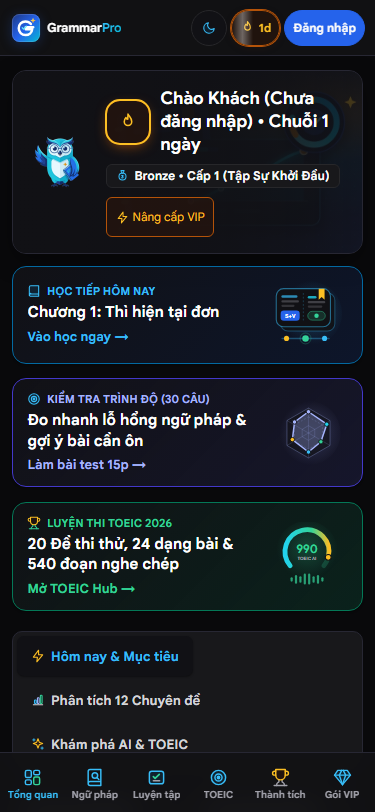 GrammarPro
1d
Đăng nhập
Chào Khách (Chưa
đăng nhập) • Chuỗi 1
ngày
Bronze • Cấp 1 (Tập Sự Khởi Đầu)
Nâng cấp VIP
HỌC TIẾP HÔM NAY
Chương 1: Thì hiện tại đơn
Vào học ngay →
S+V
KIỂM TRA TRÌNH ĐỘ (30 CÂU)
Đo nhanh lỗ hổng ngữ pháp &
gợi ý bài cần ôn
Làm bài test 15p →
LUYỆN THI TOEIC 2026
20 Đề thi thử, 24 dạng bài &
540 đoạn nghe chép
Mở TOEIC Hub →
990
TOEIC AI
Hôm nay & Mục tiêu
Phân tích 12 Chuyên đề
Khám phá AI & TOEIC
Tổng quan
Ngữ pháp
Luyện tập
TOEIC
Thành tích
Gói VIP